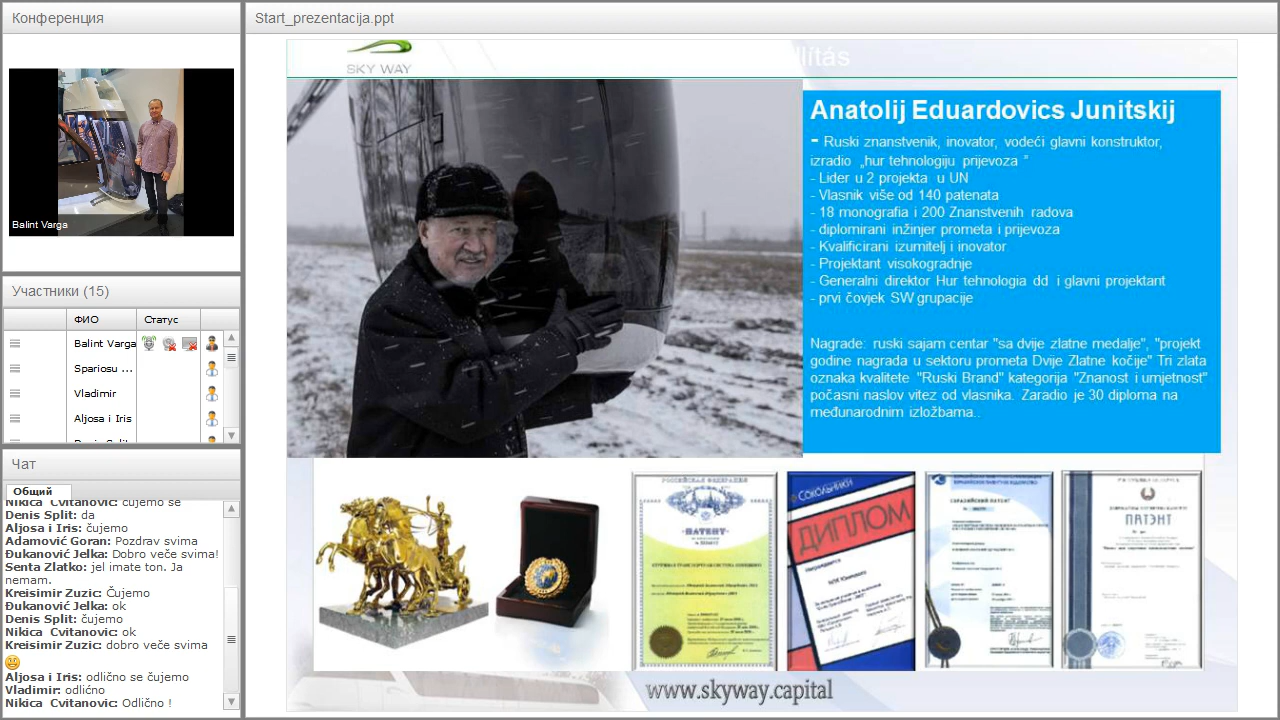 Конференция
Balint Varga
Участники (15)
ФИО Статус
Balint Varga
Spariosu ...
Vladimir
Aljosa i Iris
Чат
Общий
Nikica Cvitanovic: čujemo se
Denis Split: ok
Aljosa i Iris: čujemo
Adamović Goran: Pozdrav svima
Đukanović Jelka: Dobro veče svima!
Senta Zlatko: jel imate ton. Ja
nemam.
Kresimir Zuzic: Čujemo
Đukanović Jelka: ok
Denis Split: čujemo
Nikica Cvitanovic: ok
Kresimir Zuzic: dobro veče svima
Aljosa i Iris: odlično se čujemo
Vladimir: odlično
Nikica Cvitanovic: Odlično !
Start_prezentacija.ppt
SKY WAY
Anatolij Eduardovics Junitskij
- Ruski znanstvenik, inovator, vodeći glavni konstruktor,
izradio „hur tehnologiju prijevoza ”
- Lider u 2 projekta u UN
- Vlasnik više od 140 patenata
- 18 monografia i 200 Znanstvenih radova
- diplomirani inžinjer prometa i prijevoza
- Kvalificirani izumitelj i inovator
- Projektant visokogradnje
- Generalni direktor Hur tehnologia dd i glavni projektant
- prvi čovjek SW grupacije
Nagrade: ruski sajam centar "sa dvije zlatne medalje", "projekt
godine nagrada u sektoru prometa Dvije Zlatne kočije" Tri zlata
oznaka kvalitete "Ruski Brand" kategorija "Znanost i umjetnost"
počasni naslov vitez od vlasnika. Zaradio je 30 diploma na
međunarodnim izložbama..
СОКОЛЬНИКИ
ДИПЛОМ
ПАТЭНТ
www.skyway.capital